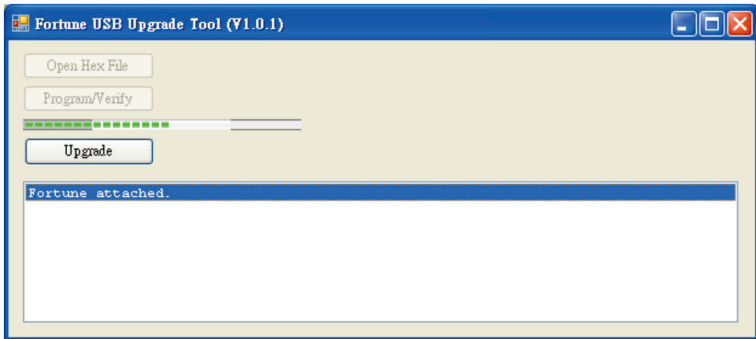 Fortune USB Upgrade Tool (V1.0.1)
Open Hex File
Program/Verify
Upgrade
Fortune attached.